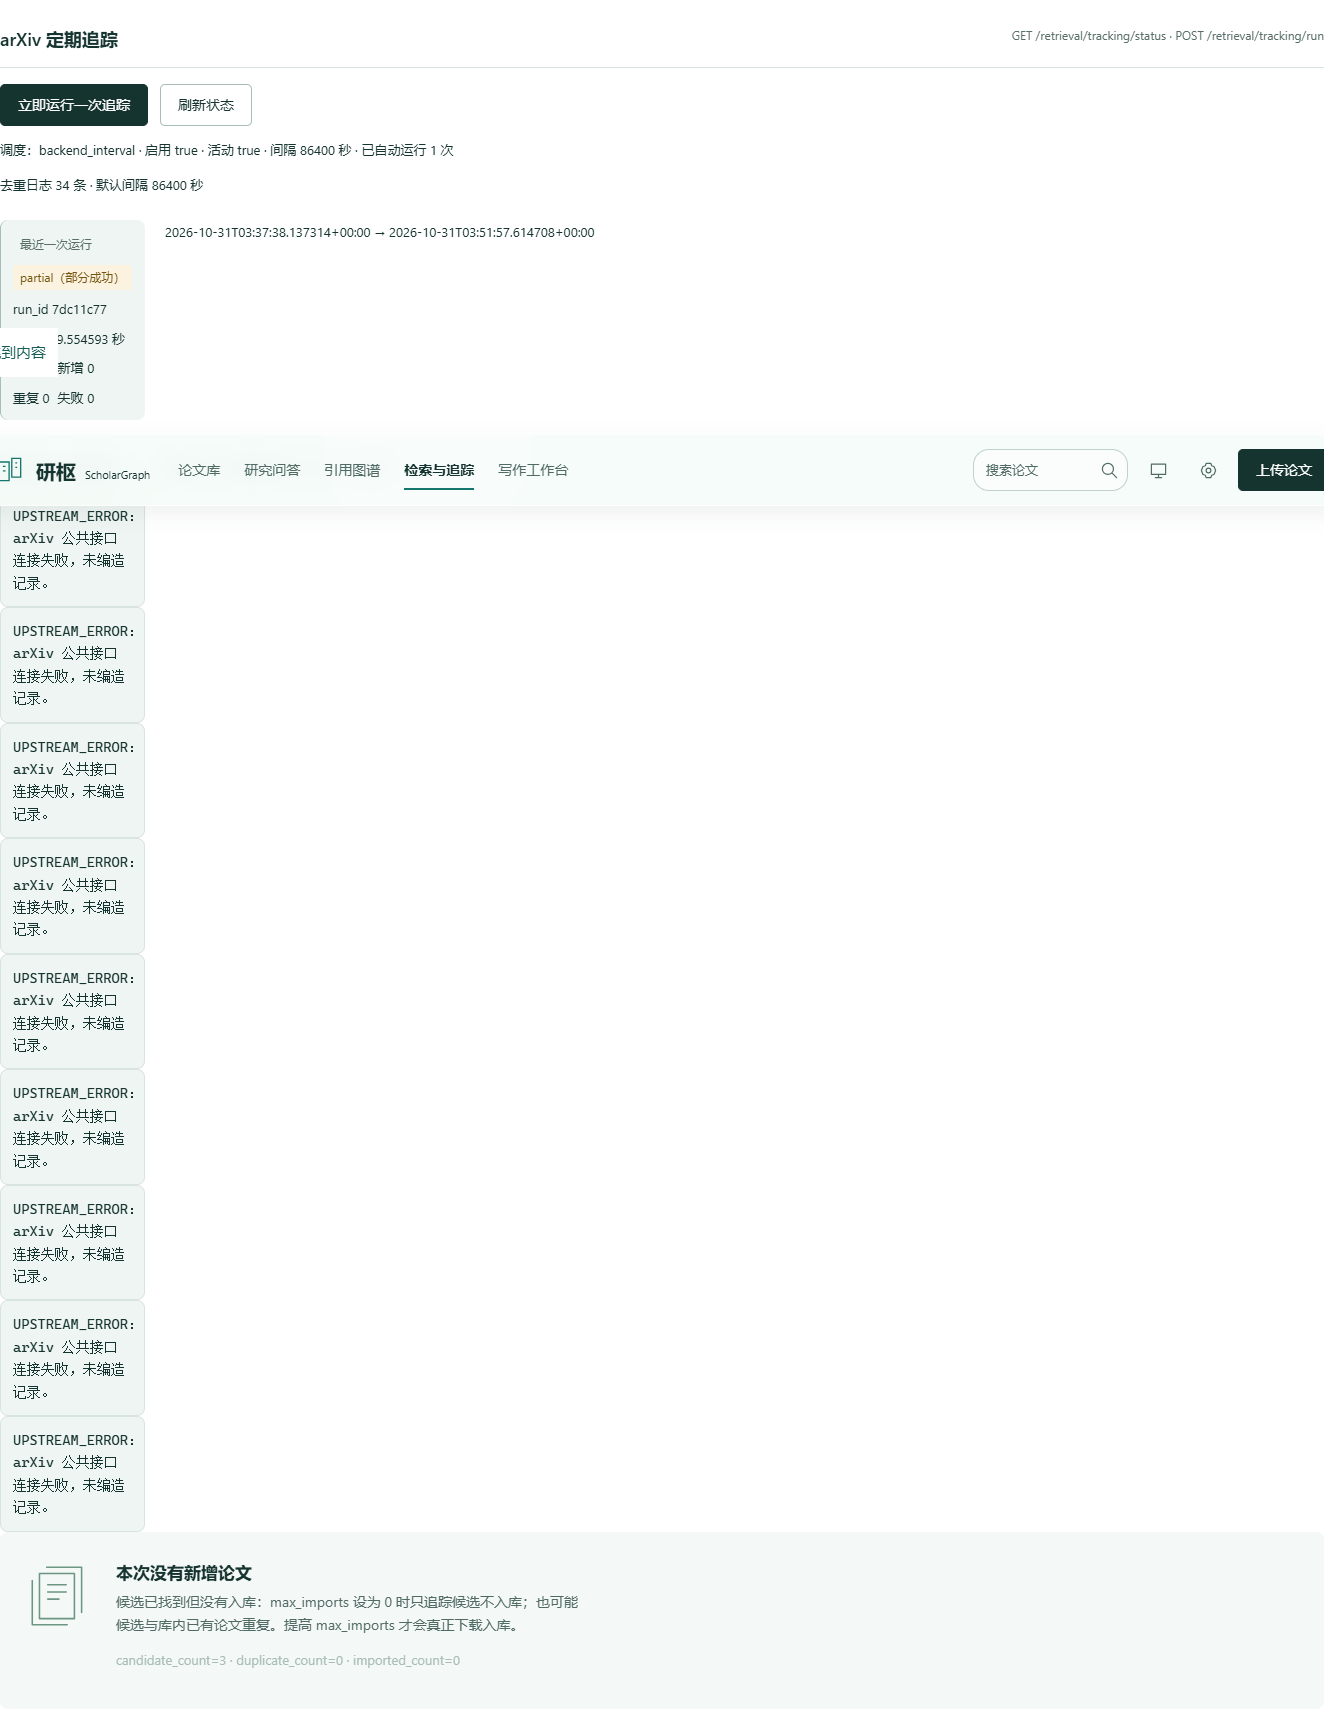 arXiv 定期追踪
GET /retrieval/tracking/status · POST /retrieval/tracking/run
立即运行一次追踪
刷新状态
调度：backend_interval · 启用 true · 活动 true · 间隔 86400 秒 · 已自动运行 1 次
去重日志 34 条 · 默认间隔 86400 秒
最近一次运行
2026-10-31T03:37:38.137314+00:00 → 2026-10-31T03:51:57.614708+00:00
partial（部分成功）
run_id 7dc11c77
9.554593 秒
到内容
新增 0
重复 0 失败 0
研枢 ScholarGraph
论文库
研究问答
引用图谱
检索与追踪
写作工作台
搜索论文
上传论文
UPSTREAM_ERROR:
arXiv 公共接口
连接失败，未编造
记录。
UPSTREAM_ERROR:
arXiv 公共接口
连接失败，未编造
记录。
UPSTREAM_ERROR:
arXiv 公共接口
连接失败，未编造
记录。
UPSTREAM_ERROR:
arXiv 公共接口
连接失败，未编造
记录。
UPSTREAM_ERROR:
arXiv 公共接口
连接失败，未编造
记录。
UPSTREAM_ERROR:
arXiv 公共接口
连接失败，未编造
记录。
UPSTREAM_ERROR:
arXiv 公共接口
连接失败，未编造
记录。
UPSTREAM_ERROR:
arXiv 公共接口
连接失败，未编造
记录。
UPSTREAM_ERROR:
arXiv 公共接口
连接失败，未编造
记录。
本次没有新增论文
候选已找到但没有入库：max_imports 设为 0 时只追踪候选不入库；也可能
候选与库内已有论文重复。提高 max_imports 才会真正下载入库。
candidate_count=3 · duplicate_count=0 · imported_count=0